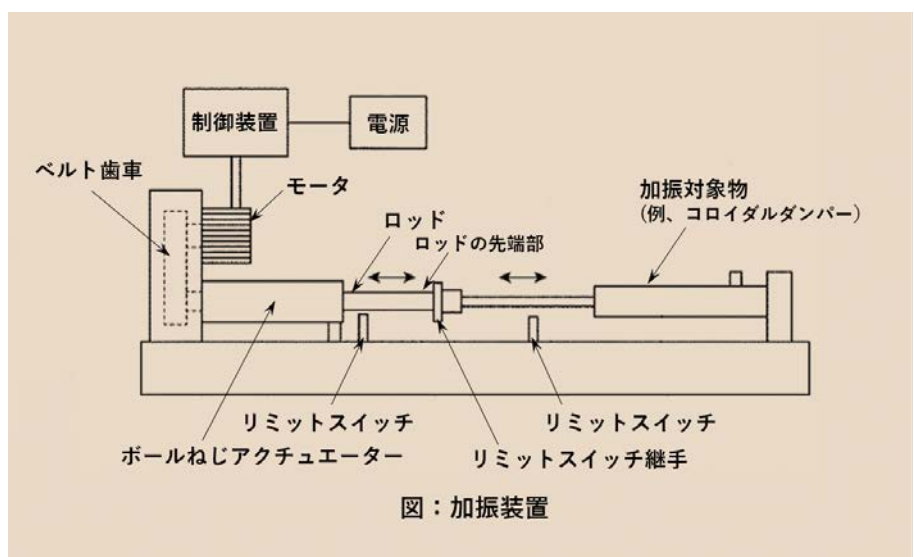 制御装置
電源
ベルト歯車
モータ
加振対象物
(例、コロイダルダンパー)
ロッド
ロッドの先端部
リミットスイッチ
リミットスイッチ
ボールねじアクチュエーター
リミットスイッチ継手
図：加振装置